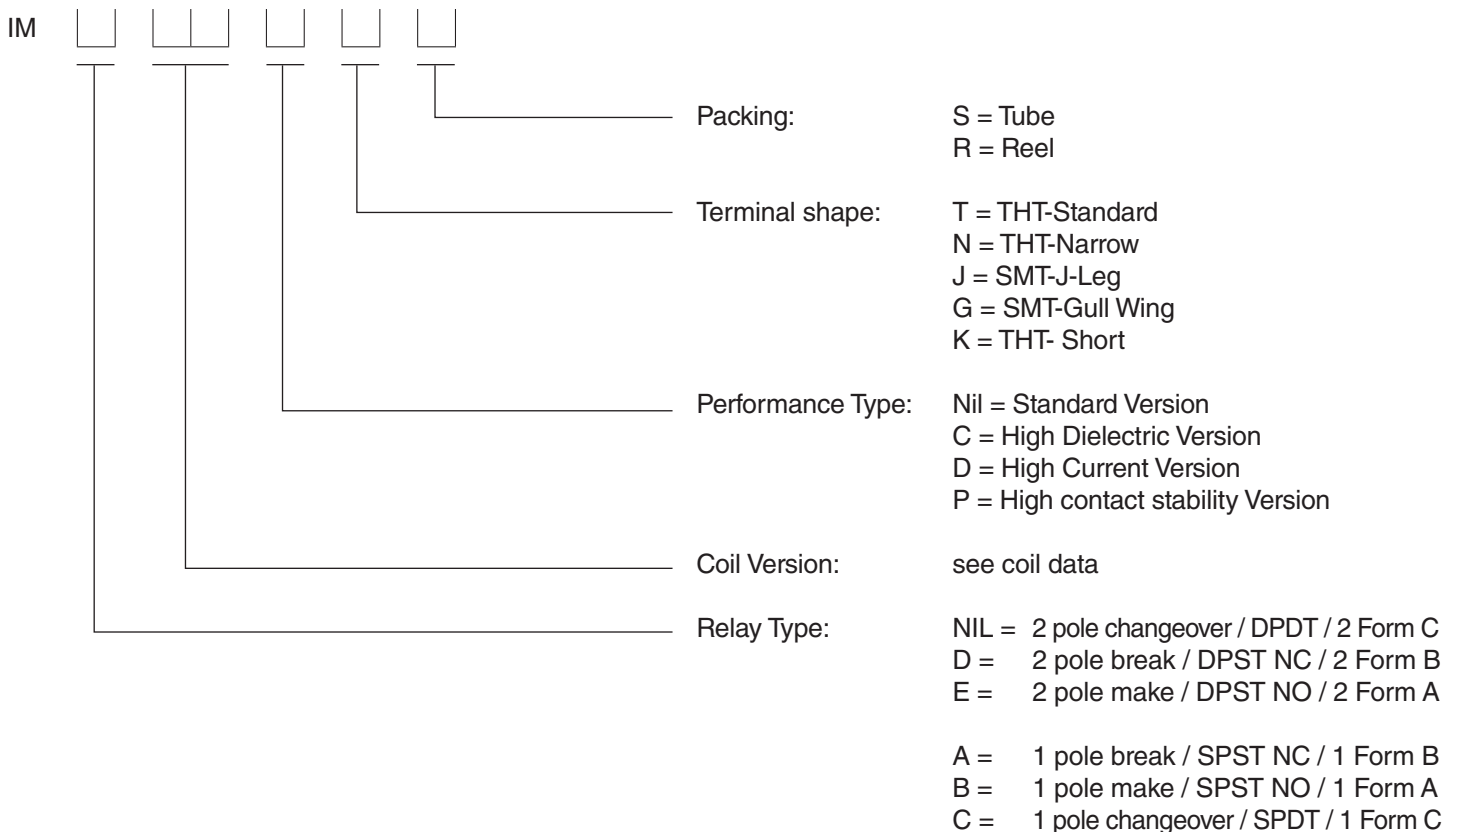 IM
Packing: S = Tube
R = Reel
Terminal shape: T = THT-Standard
N = THT-Narrow
J = SMT-J-Leg
G = SMT-Gull Wing
K = THT- Short
Performance Type: Nil = Standard Version
C = High Dielectric Version
D = High Current Version
P = High contact stability Version
Coil Version: see coil data
Relay Type: NIL = 2 pole changeover / DPDT / 2 Form C
D = 2 pole break / DPST NC / 2 Form B
E = 2 pole make / DPST NO / 2 Form A
A = 1 pole break / SPST NC / 1 Form B
B = 1 pole make / SPST NO / 1 Form A
C = 1 pole changeover / SPDT / 1 Form C